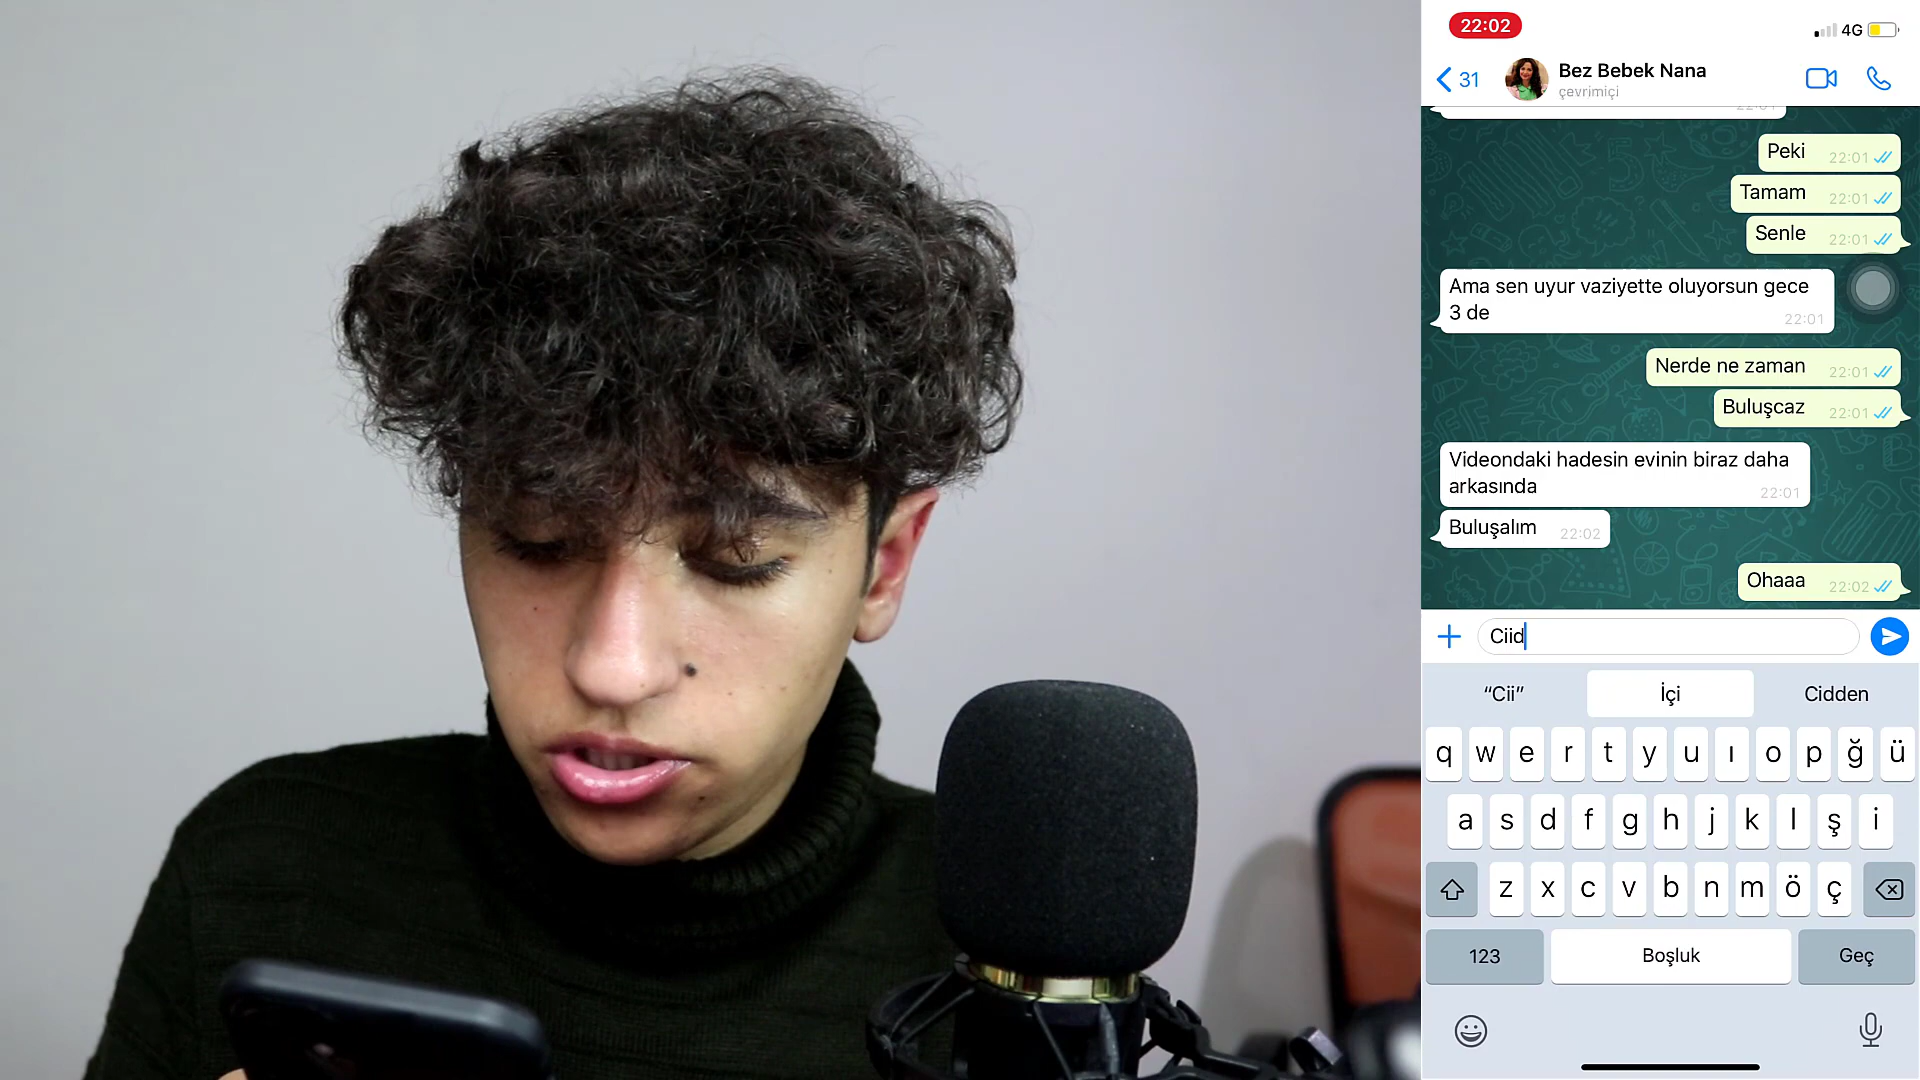 22:02
4G
31
Bez Bebek Nana
çevrimiçi
22:01
Peki 22:01
Tamam 22:01
Senle 22:01
Ama sen uyur vaziyette oluyorsun gece
3 de 22:01
Nerde ne zaman 22:01
Buluşcaz 22:01
Videondaki hadesin evinin biraz daha
arkasında 22:01
Buluşalım 22:02
Ohaaa 22:02
Ciid
“Cii” İçi Cidden
q w e r t y u ı o p ğ ü
a s d f g h j k l ş i
z x c v b n m ö ç
123 Boşluk Geç